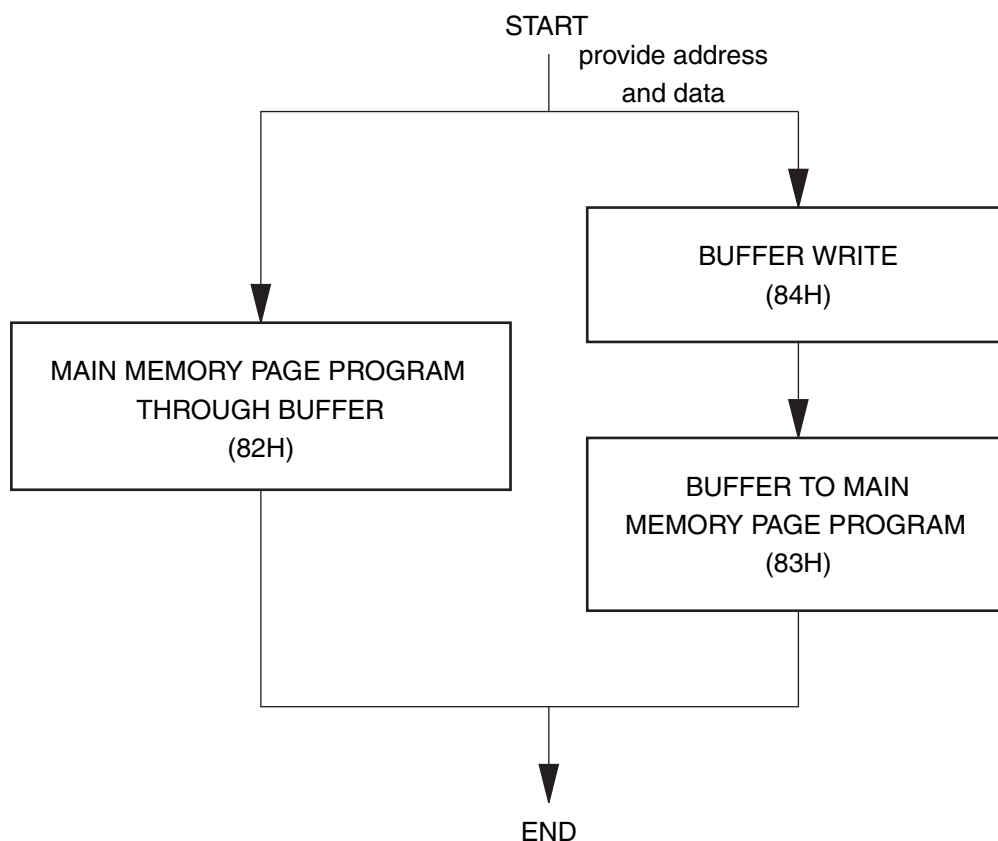 START
provide address
and data
BUFFER WRITE
(84H)
MAIN MEMORY PAGE PROGRAM
THROUGH BUFFER
(82H)
BUFFER TO MAIN
MEMORY PAGE PROGRAM
(83H)
END